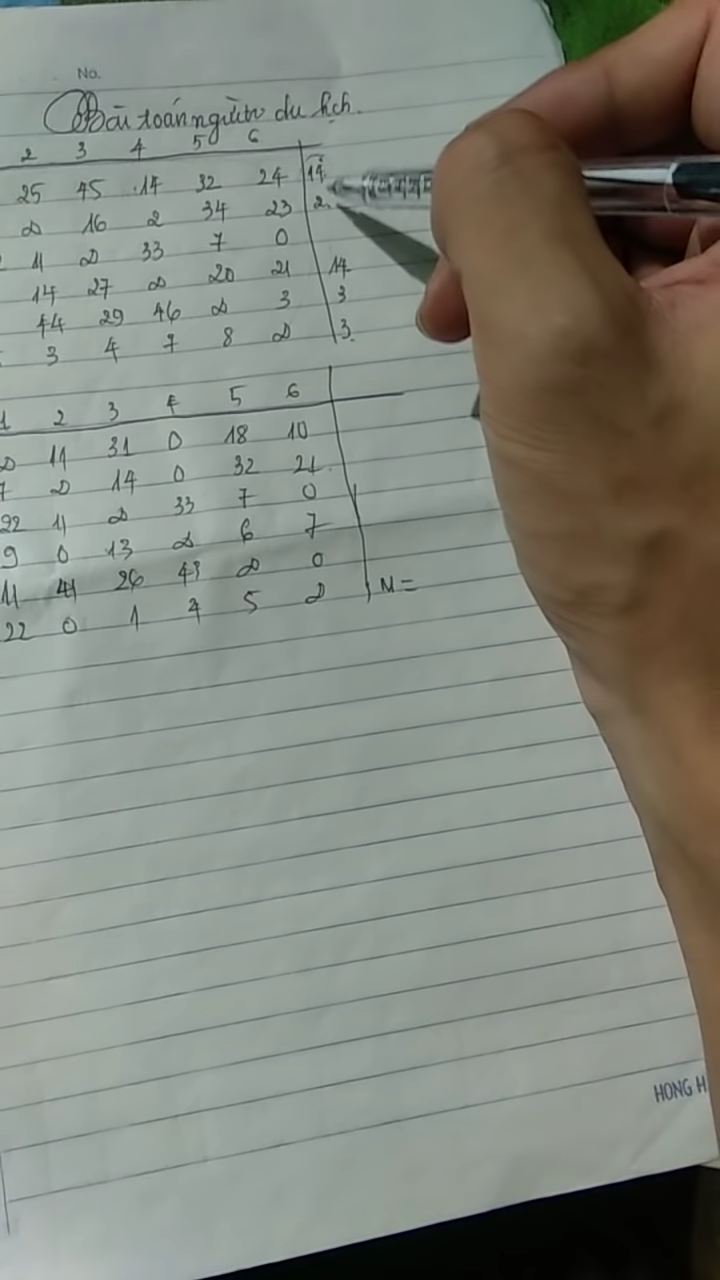 No.
Bài toán người du lịch
2 3 4 5 6
25 45 14 32 24 14
∞ 16 2 34 23 2
11 ∞ 33 7 0
14 27 ∞ 20 21 14
44 29 46 ∞ 3 3
3 4 7 8 ∞ 3
1 2 3 4 5 6
∞ 11 31 0 18 10
7 ∞ 14 0 32 21
22 11 ∞ 33 7 0
9 0 13 ∞ 6 7
11 41 26 43 ∞ 0
22 0 1 4 5 ∞ M =
HONG H